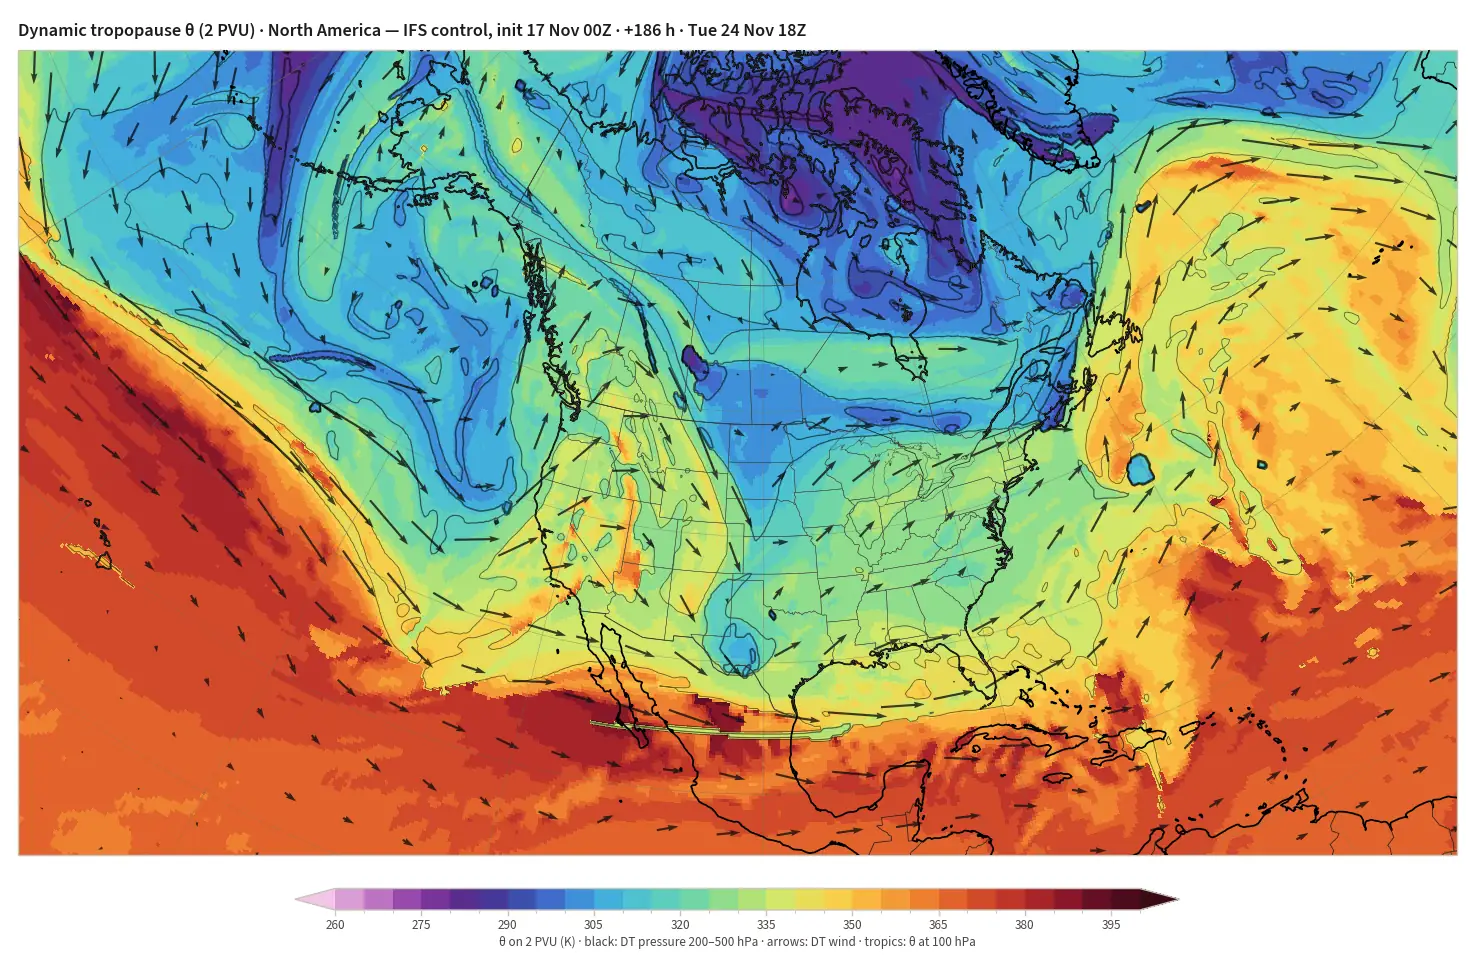 Dynamic tropopause θ (2 PVU) · North America — IFS control, init 17 Nov 00Z · +186 h · Tue 24 Nov 18Z
260 275 290 305 320 335 350 365 380 395
θ on 2 PVU (K) · black: DT pressure 200–500 hPa · arrows: DT wind · tropics: θ at 100 hPa